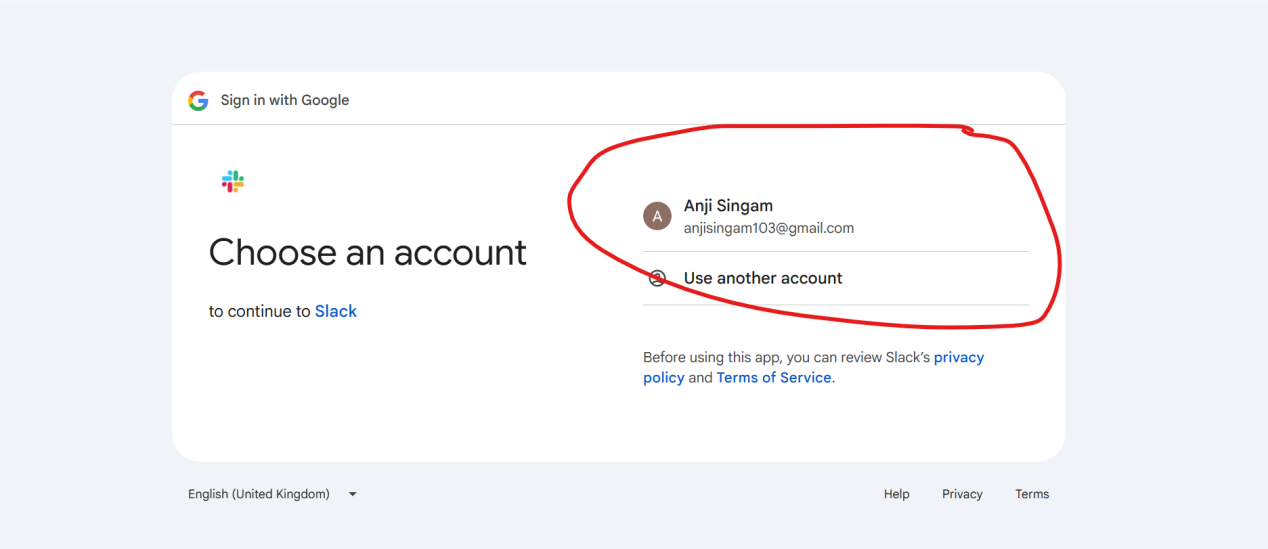 Sign in with Google
Choose an account
to continue to Slack
A
Anji Singam
anjisingam103@gmail.com
Use another account
Before using this app, you can review Slack’s privacy
policy and Terms of Service.
English (United Kingdom)
Help
Privacy
Terms